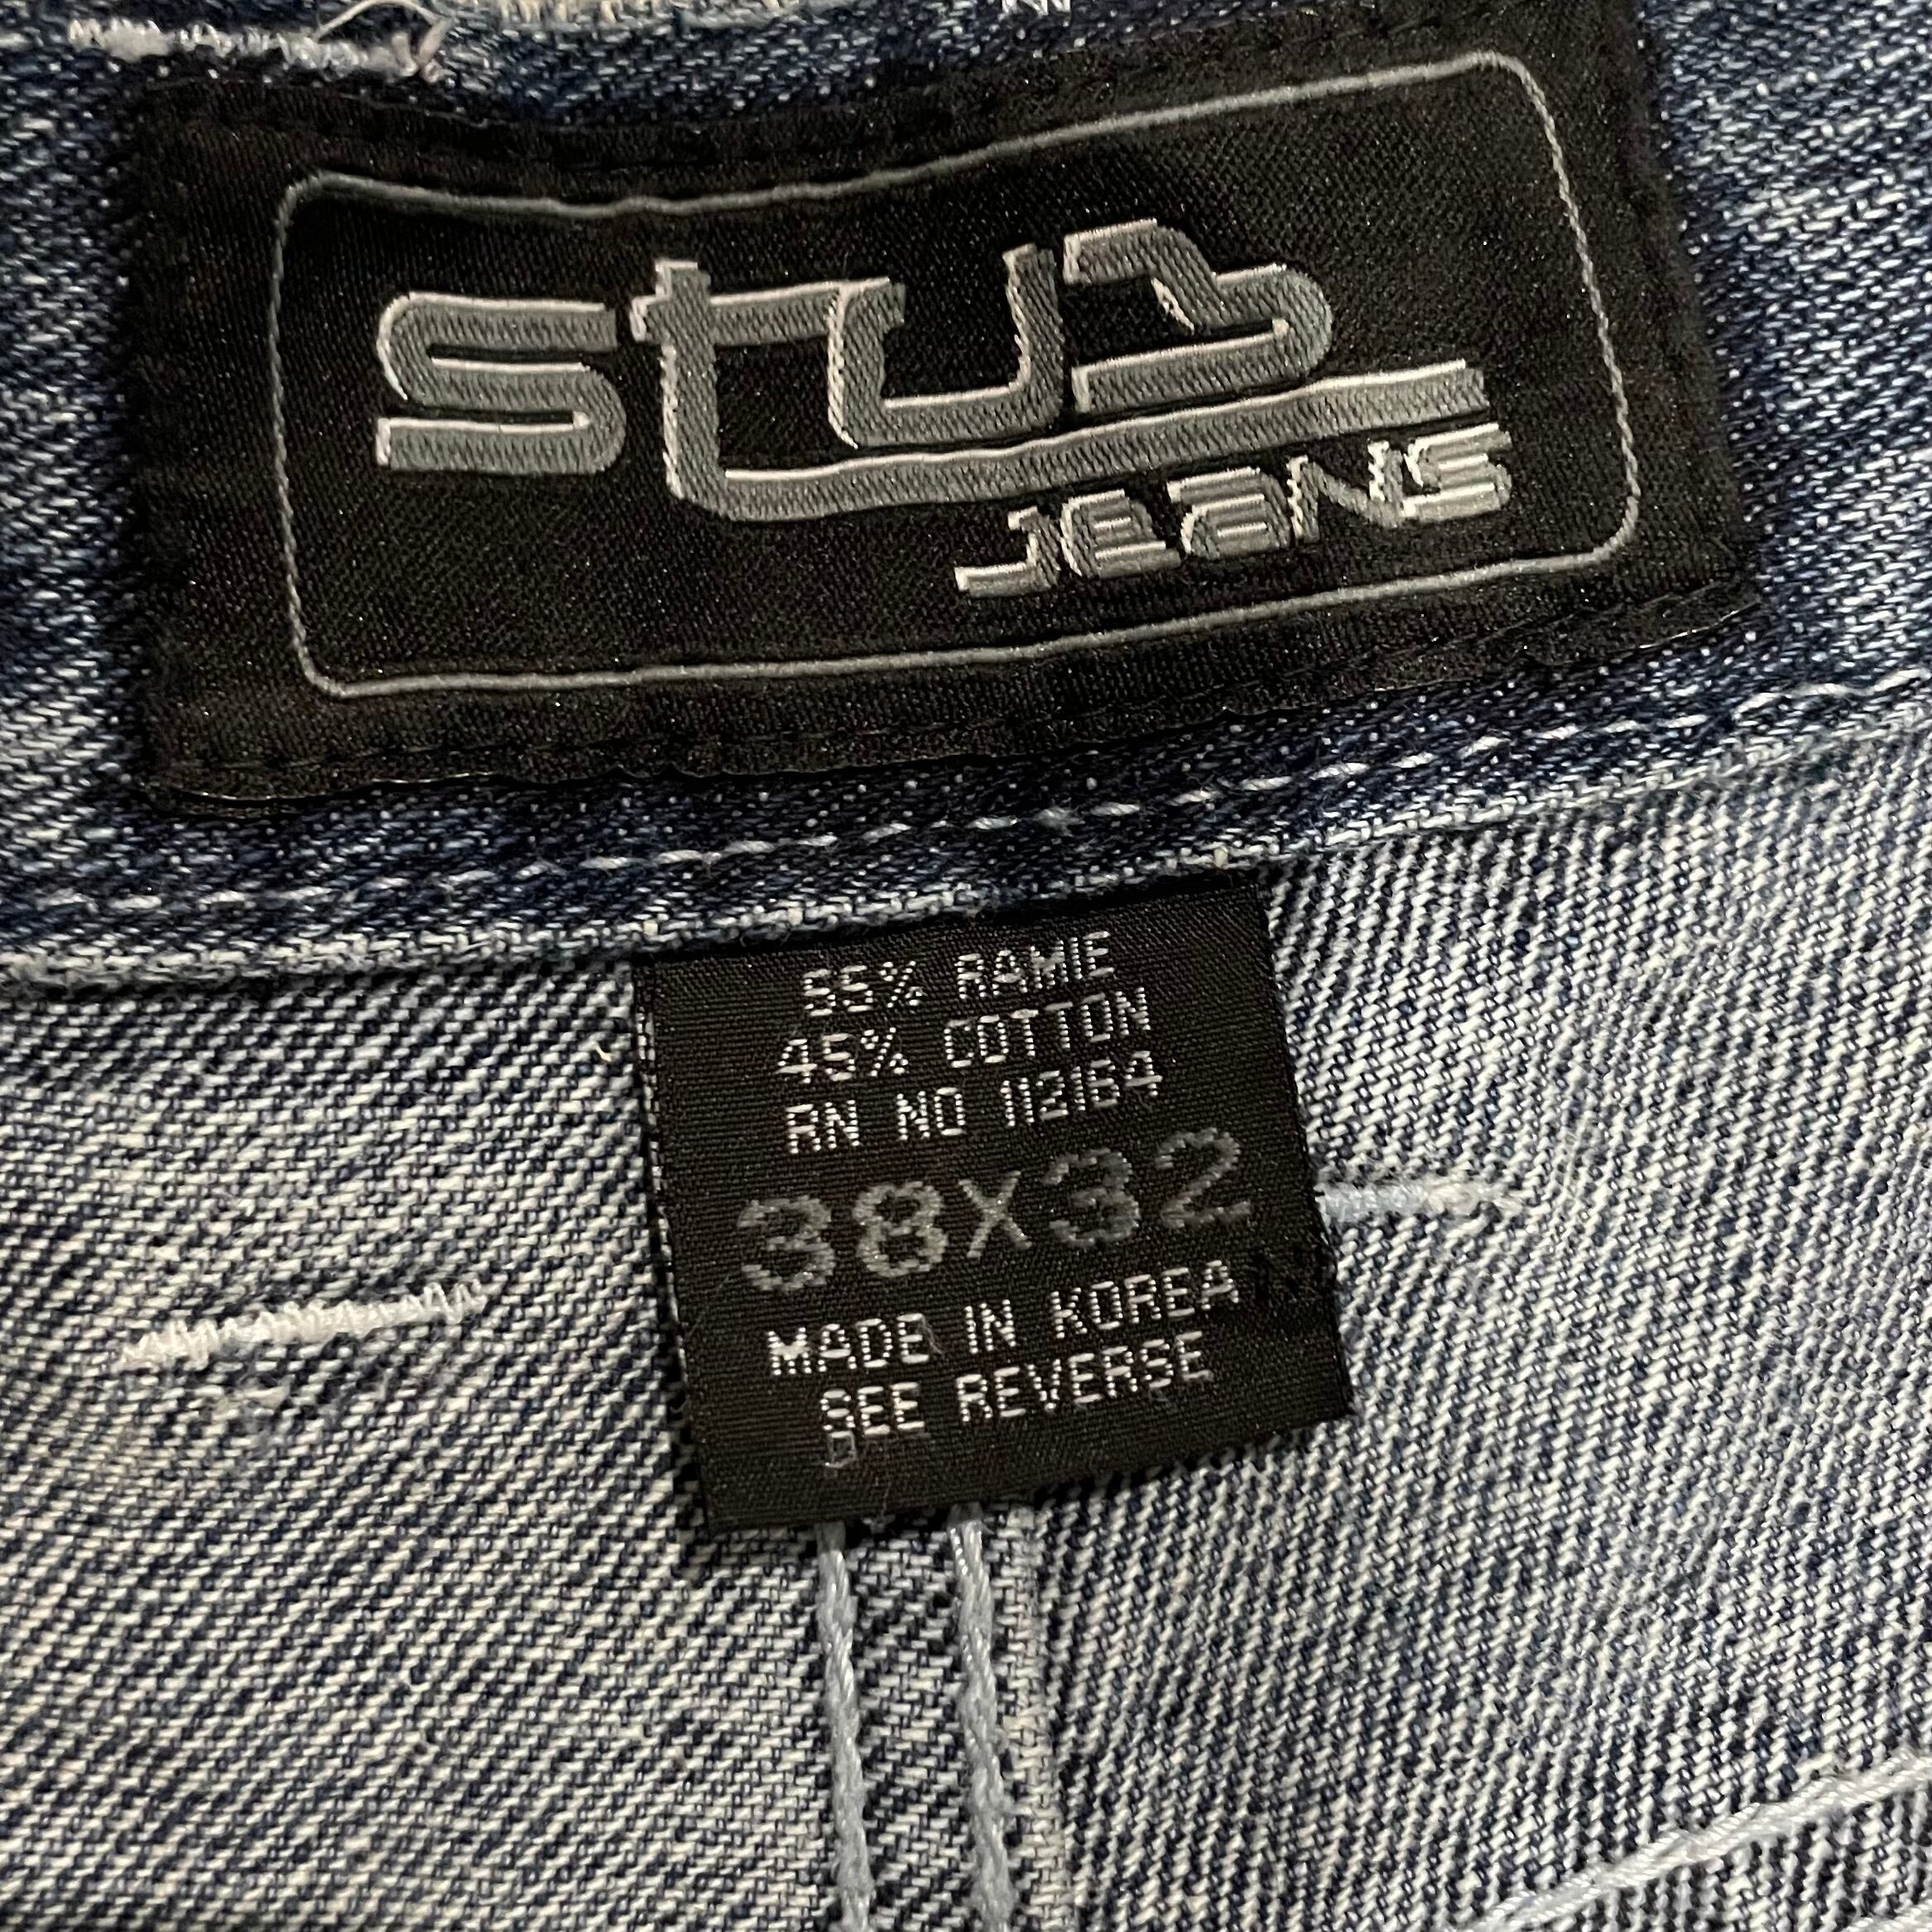 stud
Jeans
55% RAMIE
45% COTTON
RN NO 112164
38X32
MADE IN KOREA
SEE REVERSE